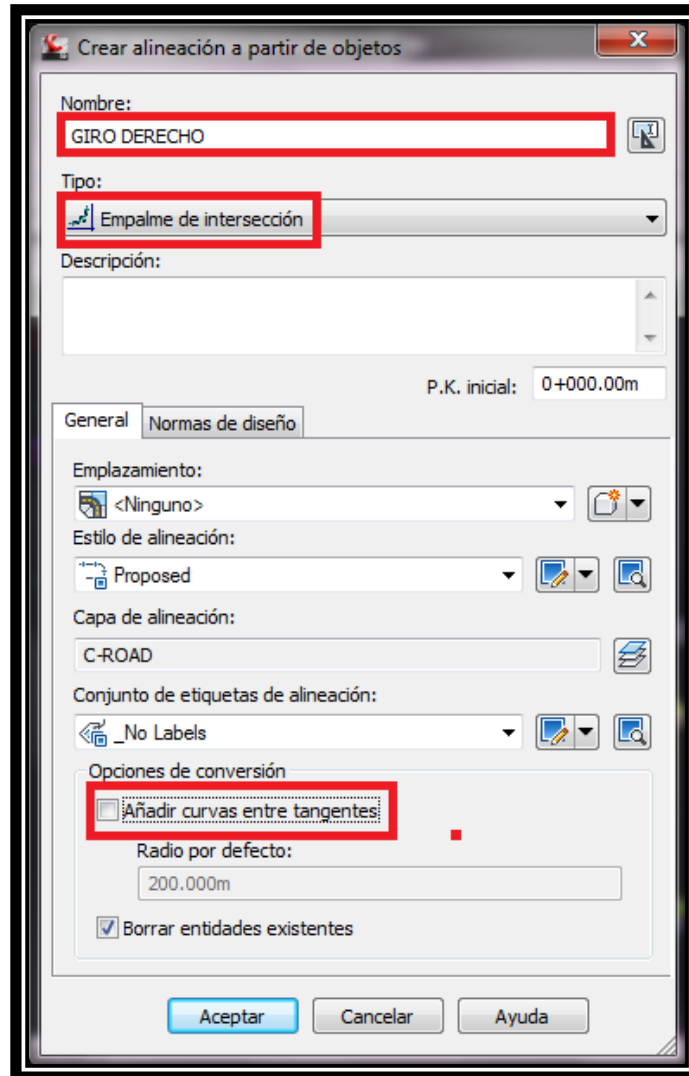 Crear alineación a partir de objetos
Nombre:
GIRO DERECHO
Tipo:
Empalme de intersección
Descripción:
P.K. inicial: 0+000.00m
General Normas de diseño
Emplazamiento:
<Ninguno>
Estilo de alineación:
Proposed
Capa de alineación:
C-ROAD
Conjunto de etiquetas de alineación:
_No Labels
Opciones de conversión
Añadir curvas entre tangentes
Radio por defecto:
200.000m
Borrar entidades existentes
Aceptar Cancelar Ayuda